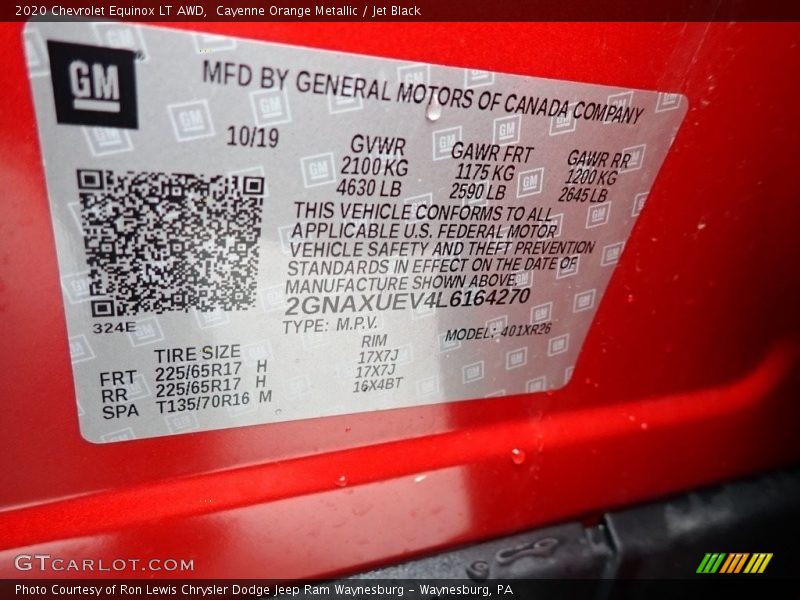 2020 Chevrolet Equinox LT AWD, Cayenne Orange Metallic / Jet Black
GM
MFD BY GENERAL MOTORS OF CANADA COMPANY
10/19
GVWR GAWR FRT GAWR RR
2100 KG 1175 KG 1200 KG
4630 LB 2590 LB 2645 LB
THIS VEHICLE CONFORMS TO ALL
APPLICABLE U.S. FEDERAL MOTOR
VEHICLE SAFETY AND THEFT PREVENTION
STANDARDS IN EFFECT ON THE DATE OF
MANUFACTURE SHOWN ABOVE.
2GNAXUEV4L6164270
324E
TYPE: M.P.V. MODEL: 401XR26
TIRE SIZE RIM
FRT 225/65R17 H 17X7J
RR 225/65R17 H 17X7J
SPA T135/70R16 M 16X4BT
GTCARLOT.COM
Photo Courtesy of Ron Lewis Chrysler Dodge Jeep Ram Waynesburg - Waynesburg, PA